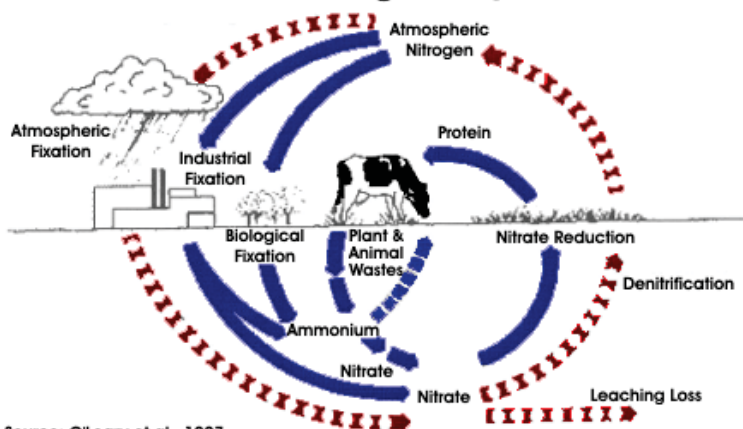 Atmospheric
Nitrogen
Atmospheric
Fixation
Industrial
Fixation
Protein
Biological
Fixation
Plant &
Animal
Wastes
Nitrate Reduction
Denitrification
Ammonium
Nitrate
Nitrate
Leaching Loss